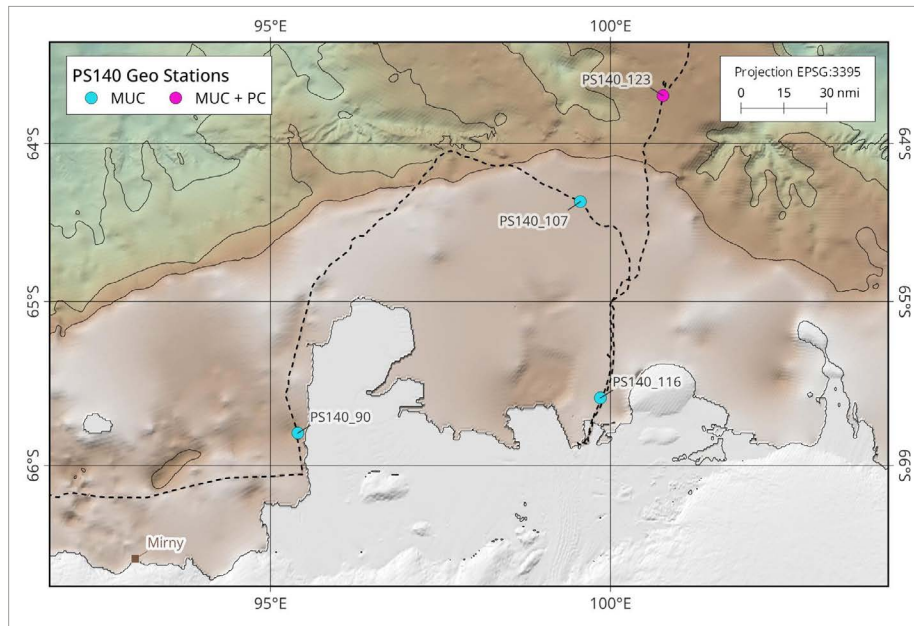 95°E 100°E
PS140 Geo Stations
MUC MUC + PC
PS140_123
Projection EPSG:3395
0 15 30 nmi
64°S 64°S
PS140_107
65°S 65°S
PS140_116
PS140_90
66°S 66°S
Mirny
95°E 100°E